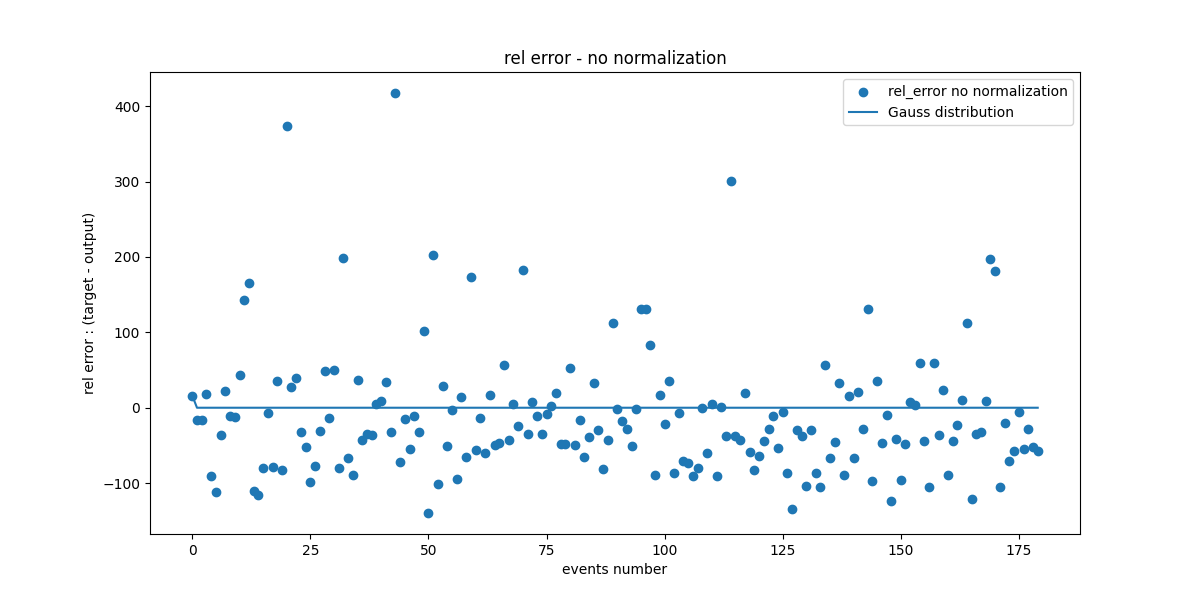 rel error - no normalization
rel_error no normalization
Gauss distribution
400
300
200
100
0
−100
rel error : (target - output)
0 25 50 75 100 125 150 175
events number